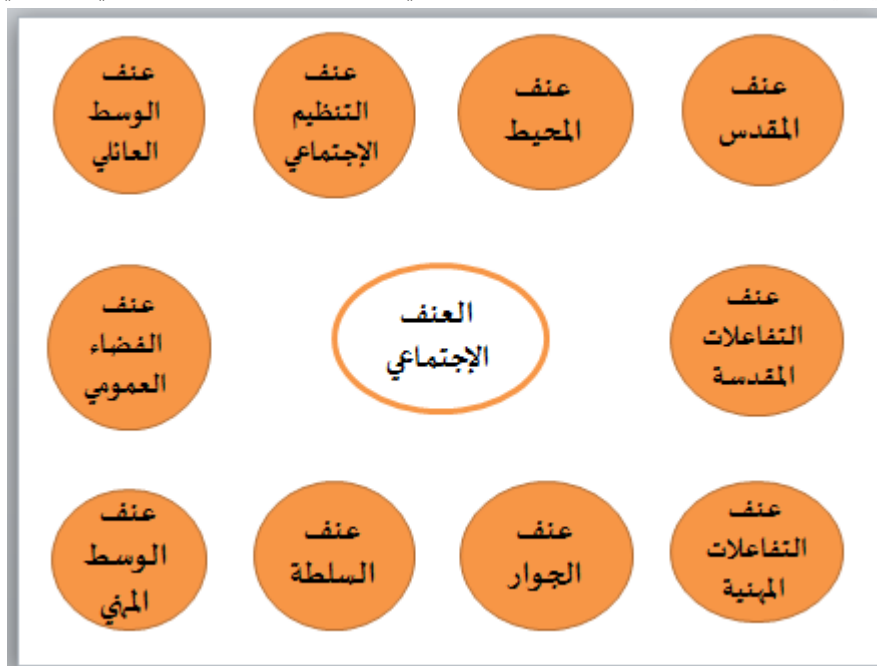 عنف
المقدس
عنف
المحيط
عنف
التنظيم
الإجتماعي
عنف
الوسط
العائلي
عنف
التفاعلات
المقدسة
العنف
الإجتماعي
عنف
الفضاء
العمومي
عنف
التفاعلات
المهنية
عنف
الجوار
عنف
السلطة
عنف
الوسط
المهني